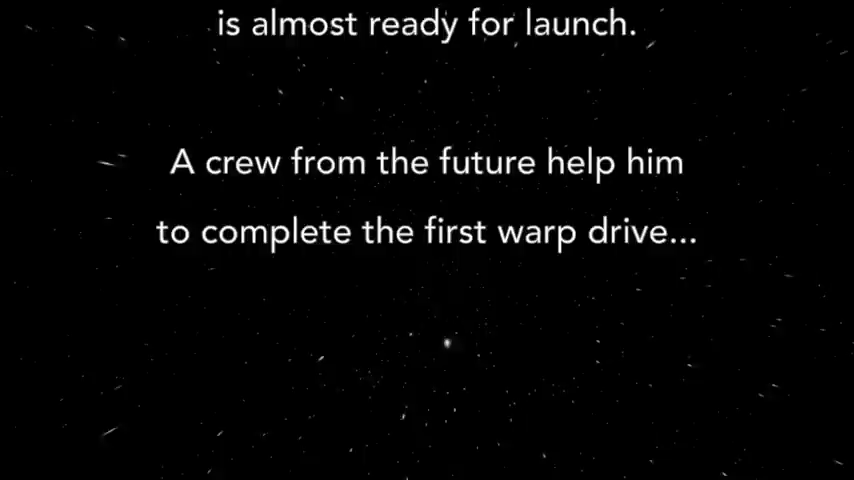 is almost ready for launch.
A crew from the future help him
to complete the first warp drive...